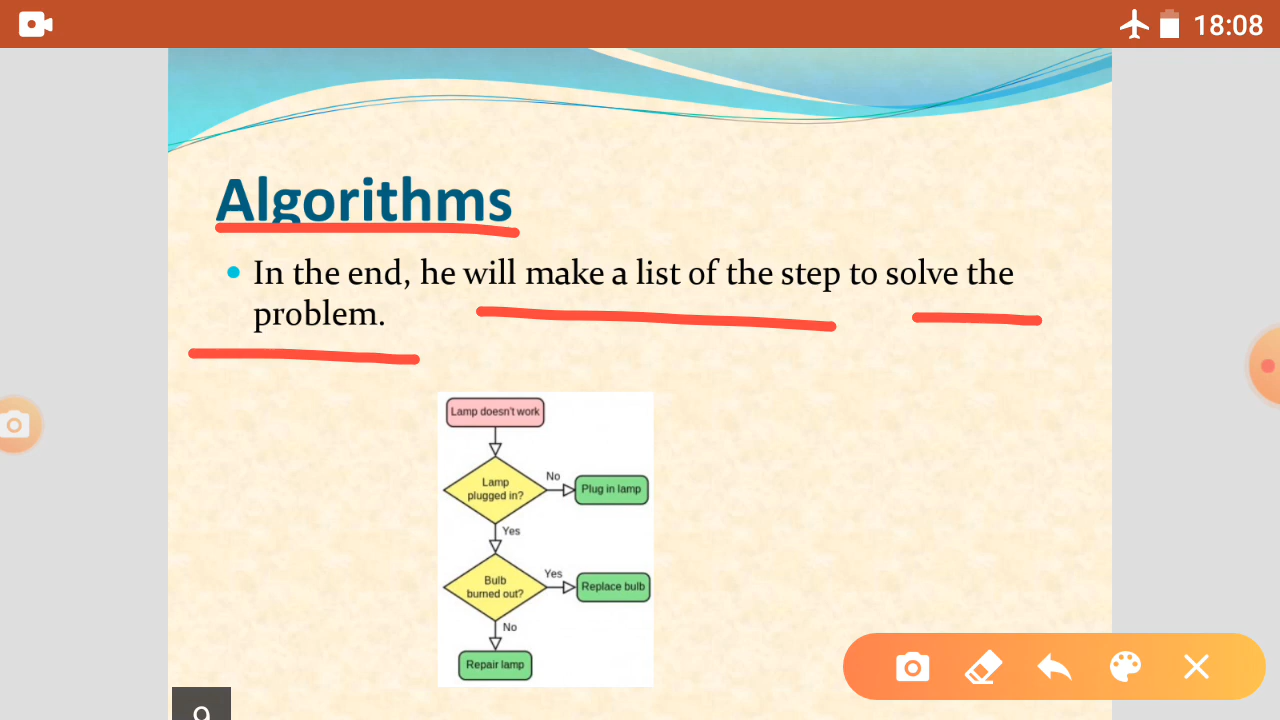 18:08
Algorithms
In the end, he will make a list of the step to solve the
problem.
Lamp doesn't work
Lamp
plugged in?
No
Plug in lamp
Yes
Bulb
burned out?
Yes
Replace bulb
No
Repair lamp